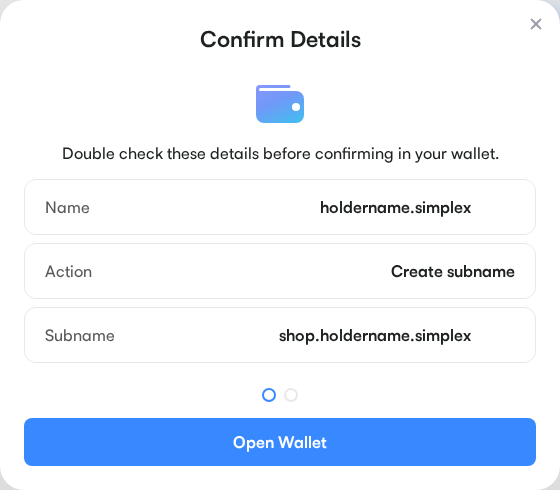 Confirm Details
Double check these details before confirming in your wallet.
Name holdername.simplex
Action Create subname
Subname shop.holdername.simplex
Open Wallet